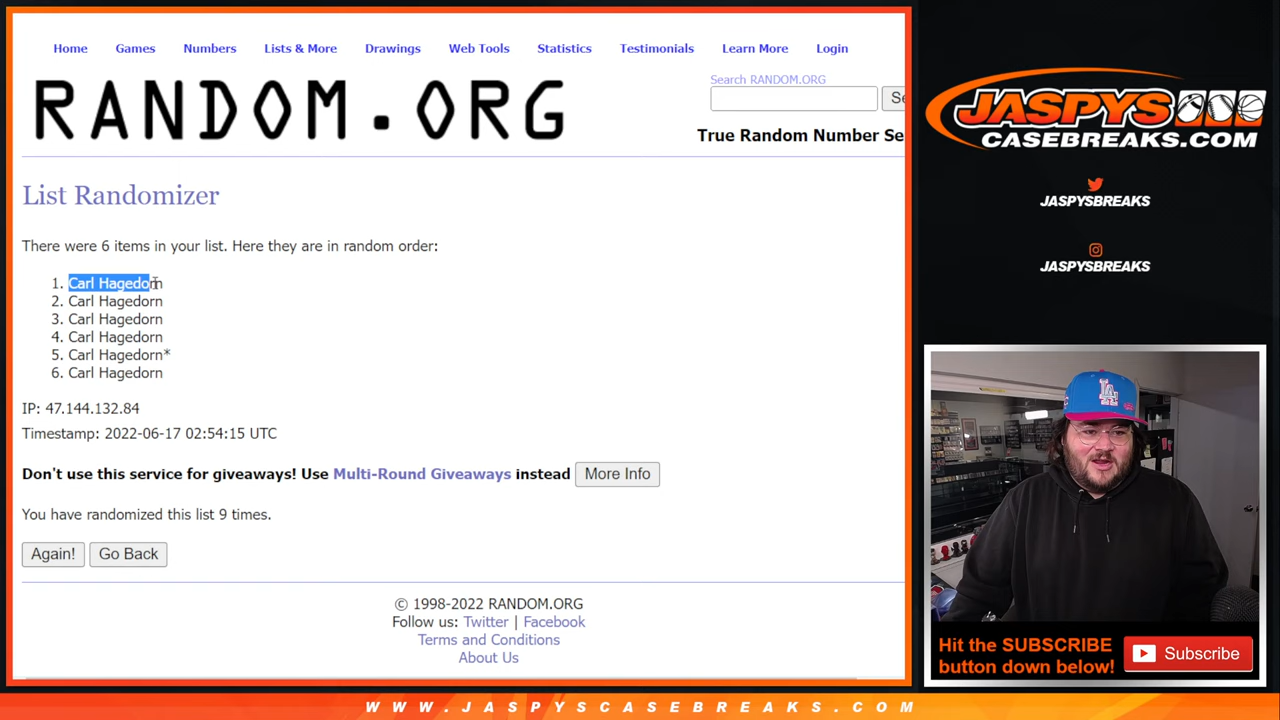 Home Games Numbers Lists & More Drawings Web Tools Statistics Testimonials Learn More Login
RANDOM.ORG
Search RANDOM.ORG
Se
True Random Number Se
List Randomizer
There were 6 items in your list. Here they are in random order:
1. Carl Hagedorn
2. Carl Hagedorn
3. Carl Hagedorn
4. Carl Hagedorn
5. Carl Hagedorn*
6. Carl Hagedorn
IP: 47.144.132.84
Timestamp: 2022-06-17 02:54:15 UTC
Don't use this service for giveaways! Use Multi-Round Giveaways instead More Info
You have randomized this list 9 times.
Again! Go Back
© 1998-2022 RANDOM.ORG
Follow us: Twitter | Facebook
Terms and Conditions
About Us
JASPYS
CASEBREAKS.COM
JASPYSBREAKS
JASPYSBREAKS
LA
Hit the SUBSCRIBE
button down below!
Subscribe
WWW.JASPYSCASEBREAKS.COM